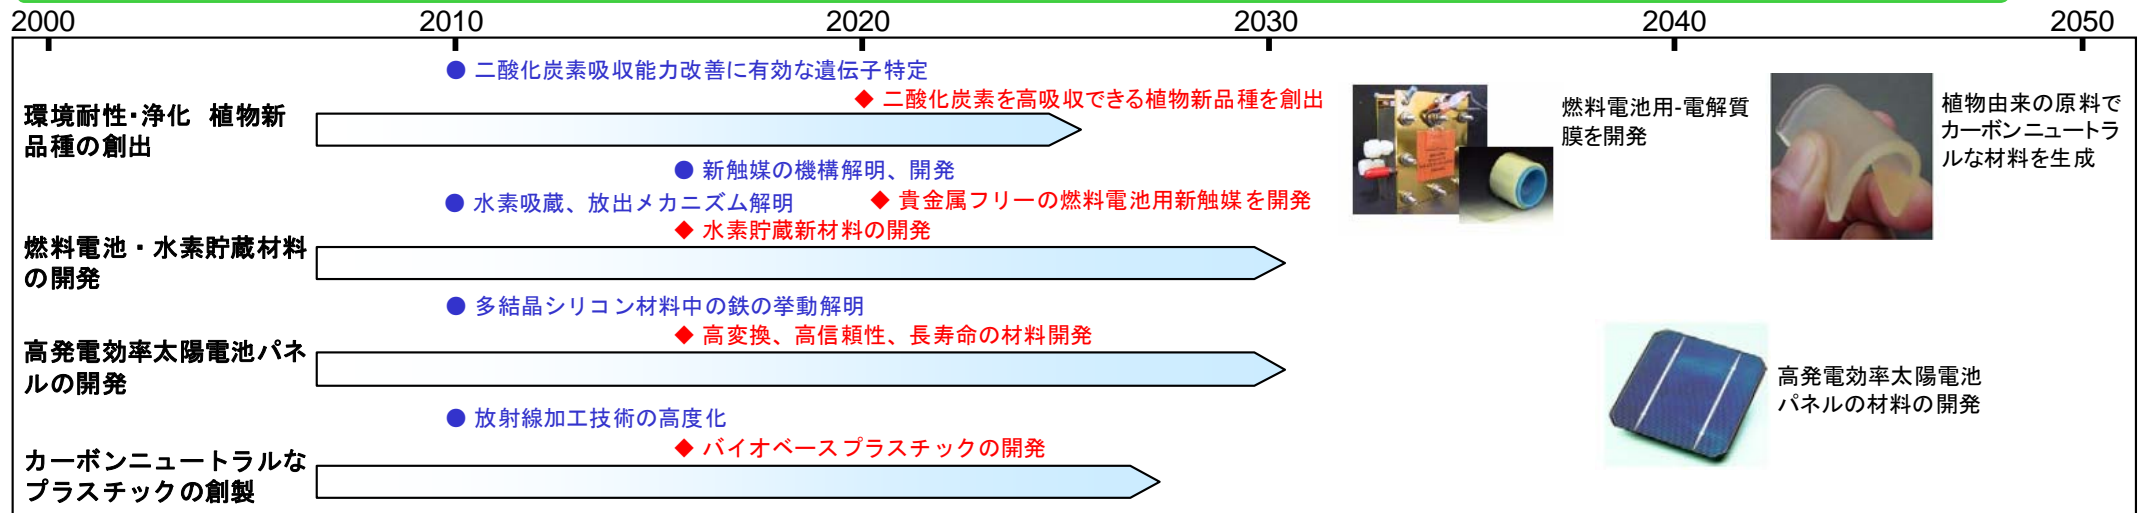 2000 2010 2020 2030 2040 2050
● 二酸化炭素吸収能力改善に有効な遺伝子特定
◆ 二酸化炭素を高吸収できる植物新品種を創出
環境耐性・浄化 植物新
品種の創出
● 新触媒の機構解明、開発
● 水素吸蔵、放出メカニズム解明
◆ 貴金属フリーの燃料電池用新触媒を開発
◆ 水素貯蔵新材料の開発
燃料電池・水素貯蔵材料
の開発
● 多結晶シリコン材料中の鉄の挙動解明
◆ 高変換、高信頼性、長寿命の材料開発
高発電効率太陽電池パネ
ルの開発
● 放射線加工技術の高度化
◆ バイオベースプラスチックの開発
カーボンニュートラルな
プラスチックの創製
燃料電池用-電解質
膜を開発
植物由来の原料で
カーボンニュートラ
ルな材料を生成
高発電効率太陽電池
パネルの材料の開発